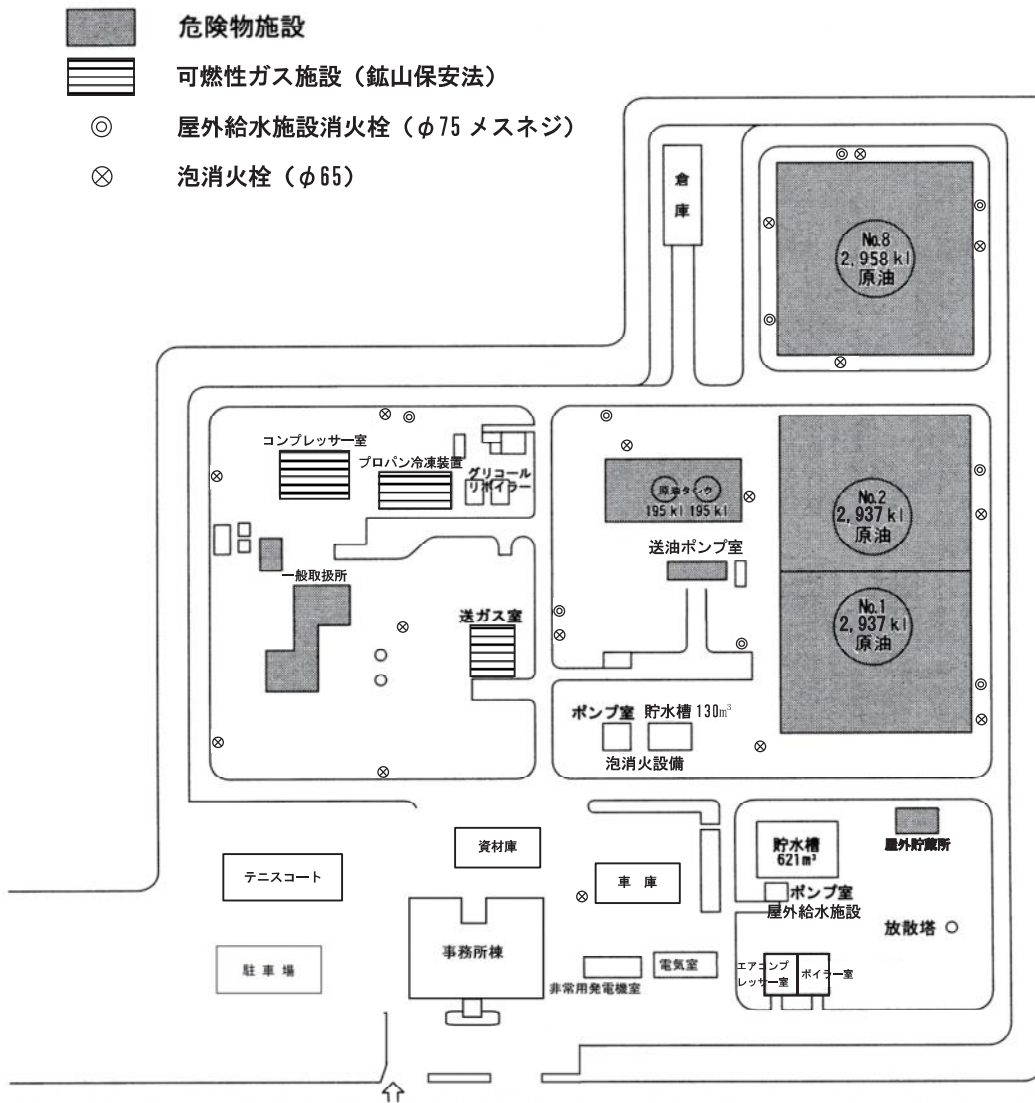 危険物施設
可燃性ガス施設（鉱山保安法）
屋外給水施設消火栓（φ75 メスネジ）
泡消火栓（φ65）
倉
庫
No.8
2,958 kl
原油
コンプレッサー室
プロパン冷凍装置
グリコール
リボイラー
原油タンク
195 kl 195 kl
No.2
2,937 kl
原油
送油ポンプ室
一般取扱所
No.1
2,937 kl
原油
送ガス室
ポンプ室 貯水槽 130m³
泡消火設備
貯水槽
621m³
屋外貯蔵所
資材庫
テニスコート
車 庫
ポンプ室
屋外給水施設
放散塔
事務所棟
駐 車 場
電気室
非常用発電機室
エアコンプ
レッサー室
ボイラー室